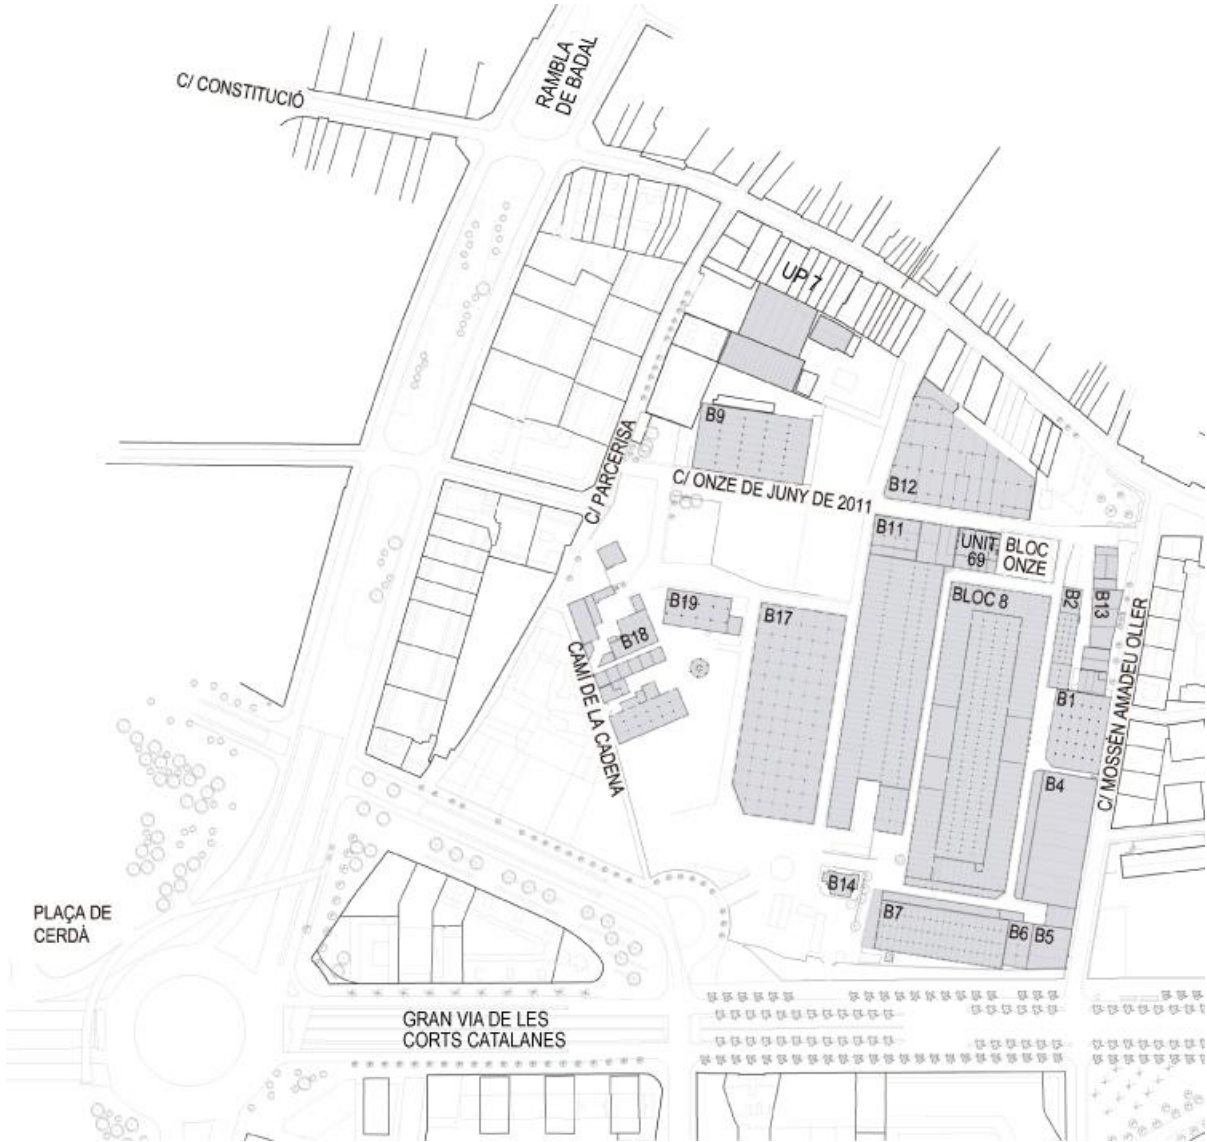 C/ CONSTITUCIÓ
RAMBLA
DE BADAL
UP 7
B9
C/ PARCERISA
C/ ONZE DE JUNY DE 2011
B12
B11
UNIT
69
BLOC
ONZE
B19
B17
BLOC 8
B2
B13
B18
CAMÍ DE LA CADENA
B1
C/ MOSSÉN AMADEU OLLER
B4
B14
PLAÇA DE
CERDÀ
B7
B6
B5
GRAN VIA DE LES
CORTS CATALANES